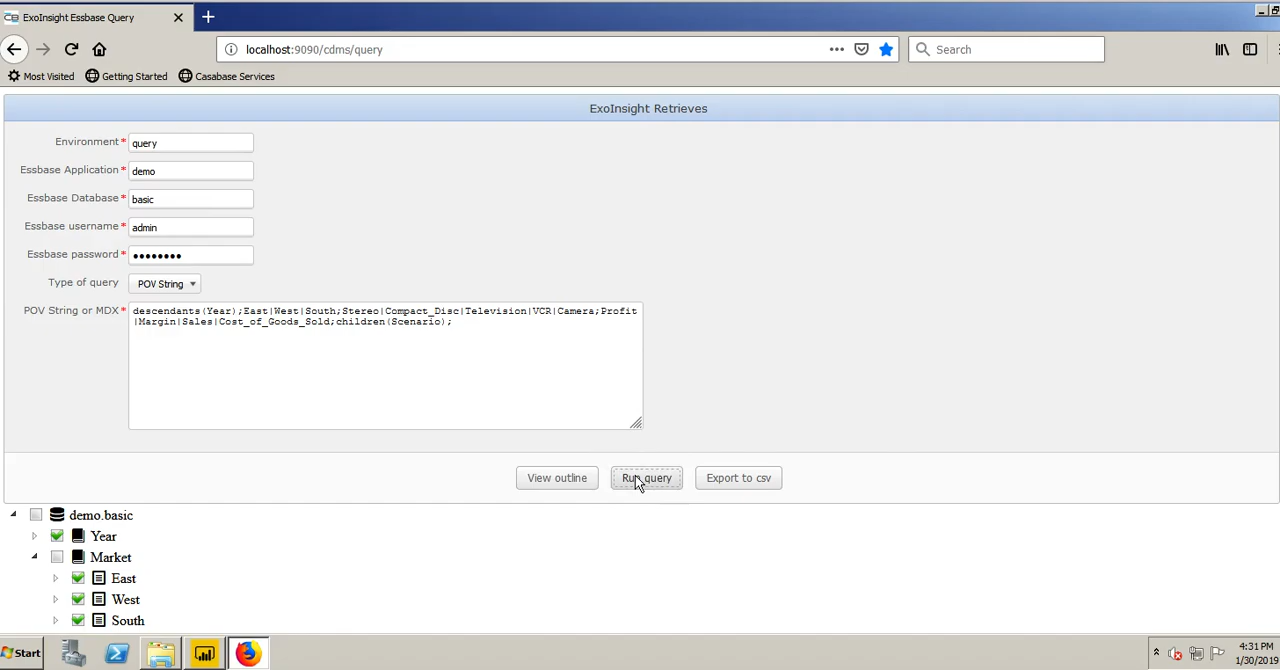 ExoInsight Essbase Query
localhost:9090/cdms/query
Search
Most Visited Getting Started Casabase Services
ExoInsight Retrieves
Environment* query
Essbase Application* demo
Essbase Database* basic
Essbase username* admin
Essbase password* ••••••••
Type of query POV String
POV String or MDX* descendants(Year);East|West|South;Stereo|Compact_Disc|Television|VCR|Camera;Profit
|Margin|Sales|Cost_of_Goods_Sold;children(Scenario);
View outline Run query Export to csv
demo.basic
Year
Market
East
West
South
Start
4:31 PM
1/30/2019